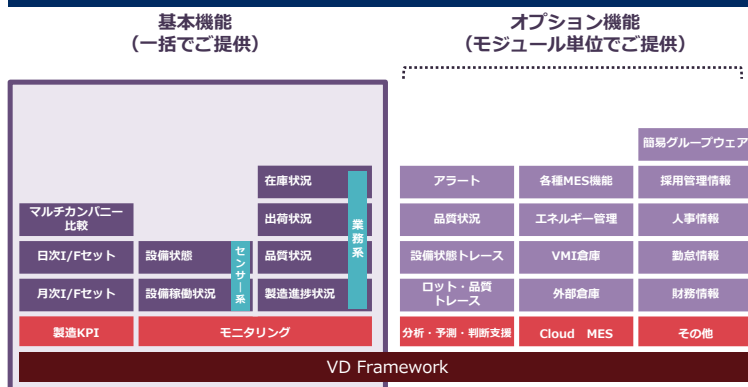 基本機能
（一括でご提供）
オプション機能
（モジュール単位でご提供）
簡易グループウェア
在庫状況
アラート
各種MES機能
採用管理情報
マルチカンパニー
比較
出荷状況
業務系
品質状況
エネルギー管理
人事情報
日次I/Fセット
設備状態
センサー系
品質状況
設備状態トレース
VMI倉庫
勤怠情報
月次I/Fセット
設備稼働状況
製造進捗状況
ロット・品質
トレース
外部倉庫
財務情報
製造KPI
モニタリング
分析・予測・判断支援
Cloud MES
その他
VD Framework